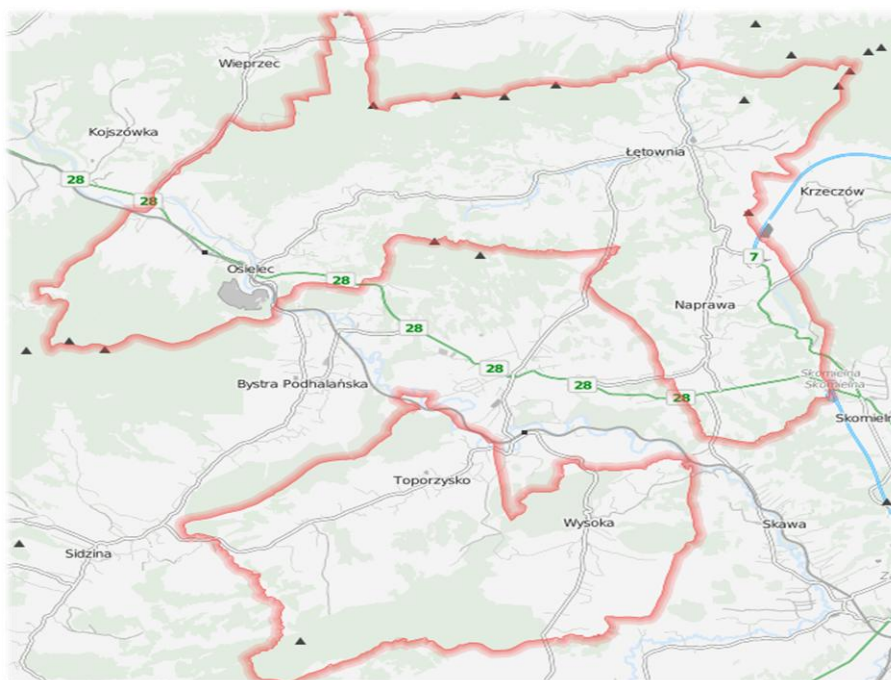 Wieprzec
Kojszówka
28
28
Łętownia
Krzeczów
Osielec
28
7
Naprawa
28
28
28
28
Skomielna
Skomielna
Bystra Podhalańska
Skomieln
Toporzysko
Wysoka
Skawa
Sidzina